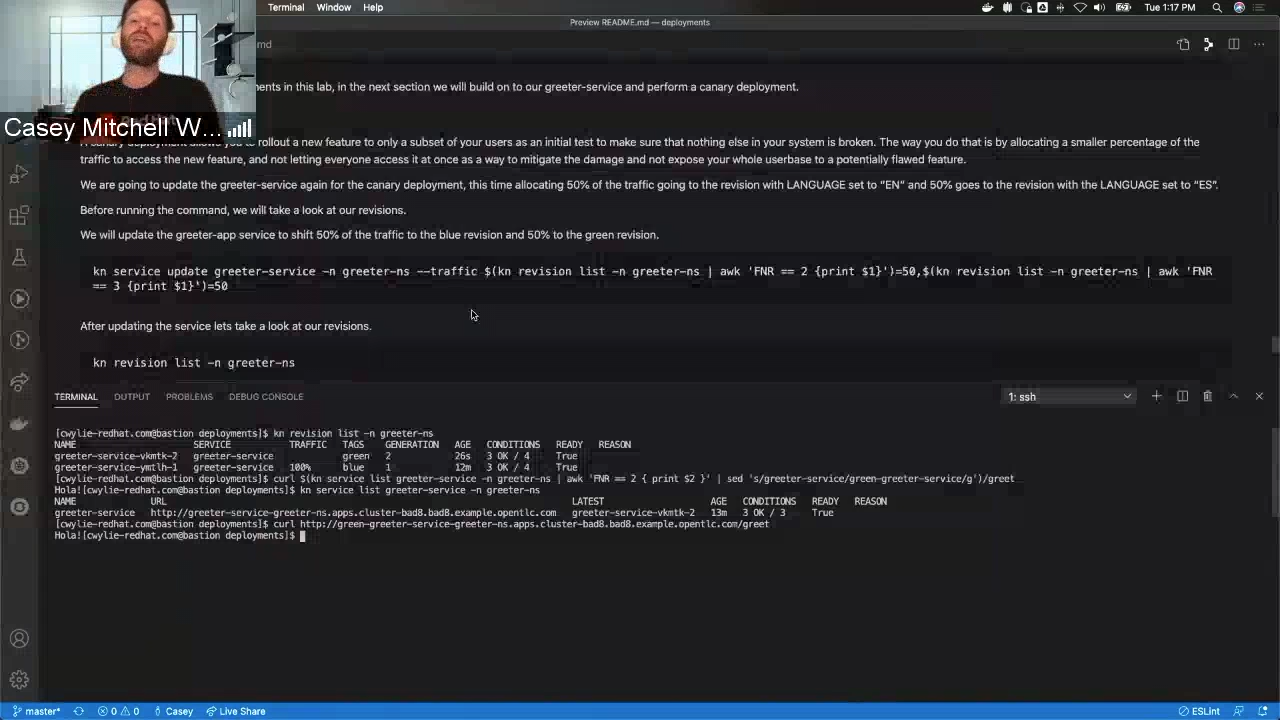 Terminal Window Help
Tue 1:17 PM
Preview README.md — deployments
md
Casey Mitchell W...
ments in this lab, in the next section we will build on to our greeter-service and perform a canary deployment.
rollout a new feature to only a subset of your users as an initial test to make sure that nothing else in your system is broken. The way you do that is by allocating a smaller percentage of the
traffic to access the new feature, and not letting everyone access it at once as a way to mitigate the damage and not expose your whole userbase to a potentially flawed feature.
We are going to update the greeter-service again for the canary deployment, this time allocating 50% of the traffic going to the revision with LANGUAGE set to “EN” and 50% goes to the revision with the LANGUAGE set to “ES”.
Before running the command, we will take a look at our revisions.
We will update the greeter-app service to shift 50% of the traffic to the blue revision and 50% to the green revision.
kn service update greeter-service -n greeter-ns --traffic $(kn revision list -n greeter-ns | awk 'FNR == 2 {print $1}')=50,$(kn revision list -n greeter-ns | awk 'FNR
== 3 {print $1}')=50
After updating the service lets take a look at our revisions.
kn revision list -n greeter-ns
TERMINAL OUTPUT PROBLEMS DEBUG CONSOLE 1: ssh
[cwylie-redhat.com@bastion deployments]$ kn revision list -n greeter-ns
NAME SERVICE TRAFFIC TAGS GENERATION AGE CONDITIONS READY REASON
greeter-service-vkmtk-2 greeter-service green 2 26s 3 OK / 4 True
greeter-service-ymtlh-1 greeter-service 100% blue 1 12m 3 OK / 4 True
[cwylie-redhat.com@bastion deployments]$ curl $(kn service list greeter-service -n greeter-ns | awk 'FNR == 2 { print $2 }' | sed 's/greeter-service/green-greeter-service/g')/greet
Hola![cwylie-redhat.com@bastion deployments]$ kn service list greeter-service -n greeter-ns
NAME URL LATEST AGE CONDITIONS READY REASON
greeter-service http://greeter-service-greeter-ns.apps.cluster-bad8.bad8.example.opentlc.com greeter-service-vkmtk-2 13m 3 OK / 3 True
[cwylie-redhat.com@bastion deployments]$ curl http://green-greeter-service-greeter-ns.apps.cluster-bad8.bad8.example.opentlc.com/greet
Hola![cwylie-redhat.com@bastion deployments]$
master* 0 0 Casey Live Share ESLint